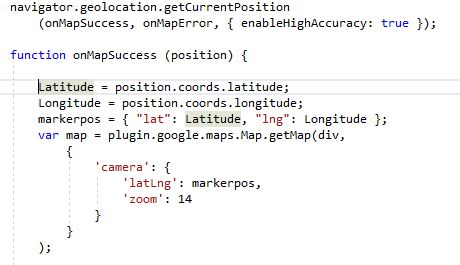 navigator.geolocation.getCurrentPosition
(onMapSuccess, onMapError, { enableHighAccuracy: true });
function onMapSuccess (position) {
Latitude = position.coords.latitude;
Longitude = position.coords.longitude;
markerpos = { "lat": Latitude, "lng": Longitude };
var map = plugin.google.maps.Map.getMap(div,
{
'camera': {
'latLng': markerpos,
'zoom': 14
}
}
);